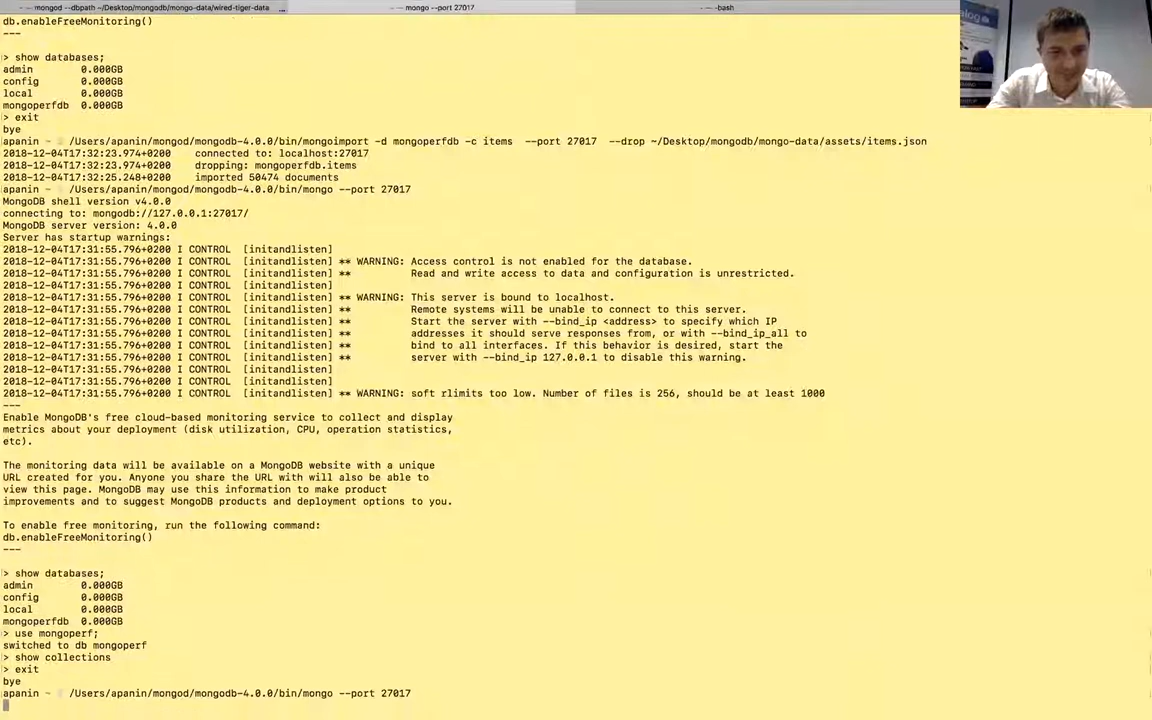 mongod --dbpath ~/Desktop/mongodb/mongo-data/wired-tiger-data ...
mongo --port 27017
-bash
db.enableFreeMonitoring()
---
> show databases;
admin 0.000GB
config 0.000GB
local 0.000GB
mongoperfdb 0.000GB
> exit
bye
apanin ~ /Users/apanin/mongod/mongodb-4.0.0/bin/mongoimport -d mongoperfdb -c items --port 27017 --drop ~/Desktop/mongodb/mongo-data/assets/items.json
2018-12-04T17:32:23.974+0200 connected to: localhost:27017
2018-12-04T17:32:23.974+0200 dropping: mongoperfdb.items
2018-12-04T17:32:25.248+0200 imported 50474 documents
apanin ~ /Users/apanin/mongod/mongodb-4.0.0/bin/mongo --port 27017
MongoDB shell version v4.0.0
connecting to: mongodb://127.0.0.1:27017/
MongoDB server version: 4.0.0
Server has startup warnings:
2018-12-04T17:31:55.796+0200 I CONTROL [initandlisten]
2018-12-04T17:31:55.796+0200 I CONTROL [initandlisten] ** WARNING: Access control is not enabled for the database.
2018-12-04T17:31:55.796+0200 I CONTROL [initandlisten] ** Read and write access to data and configuration is unrestricted.
2018-12-04T17:31:55.796+0200 I CONTROL [initandlisten]
2018-12-04T17:31:55.796+0200 I CONTROL [initandlisten] ** WARNING: This server is bound to localhost.
2018-12-04T17:31:55.796+0200 I CONTROL [initandlisten] ** Remote systems will be unable to connect to this server.
2018-12-04T17:31:55.796+0200 I CONTROL [initandlisten] ** Start the server with --bind_ip <address> to specify which IP
2018-12-04T17:31:55.796+0200 I CONTROL [initandlisten] ** addresses it should serve responses from, or with --bind_ip_all to
2018-12-04T17:31:55.796+0200 I CONTROL [initandlisten] ** bind to all interfaces. If this behavior is desired, start the
2018-12-04T17:31:55.796+0200 I CONTROL [initandlisten] ** server with --bind_ip 127.0.0.1 to disable this warning.
2018-12-04T17:31:55.796+0200 I CONTROL [initandlisten]
2018-12-04T17:31:55.796+0200 I CONTROL [initandlisten]
2018-12-04T17:31:55.796+0200 I CONTROL [initandlisten] ** WARNING: soft rlimits too low. Number of files is 256, should be at least 1000
---
Enable MongoDB's free cloud-based monitoring service to collect and display
metrics about your deployment (disk utilization, CPU, operation statistics,
etc).
The monitoring data will be available on a MongoDB website with a unique
URL created for you. Anyone you share the URL with will also be able to
view this page. MongoDB may use this information to make product
improvements and to suggest MongoDB products and deployment options to you.
To enable free monitoring, run the following command:
db.enableFreeMonitoring()
---
> show databases;
admin 0.000GB
config 0.000GB
local 0.000GB
mongoperfdb 0.000GB
> use mongoperf;
switched to db mongoperf
> show collections
> exit
bye
apanin ~ /Users/apanin/mongod/mongodb-4.0.0/bin/mongo --port 27017